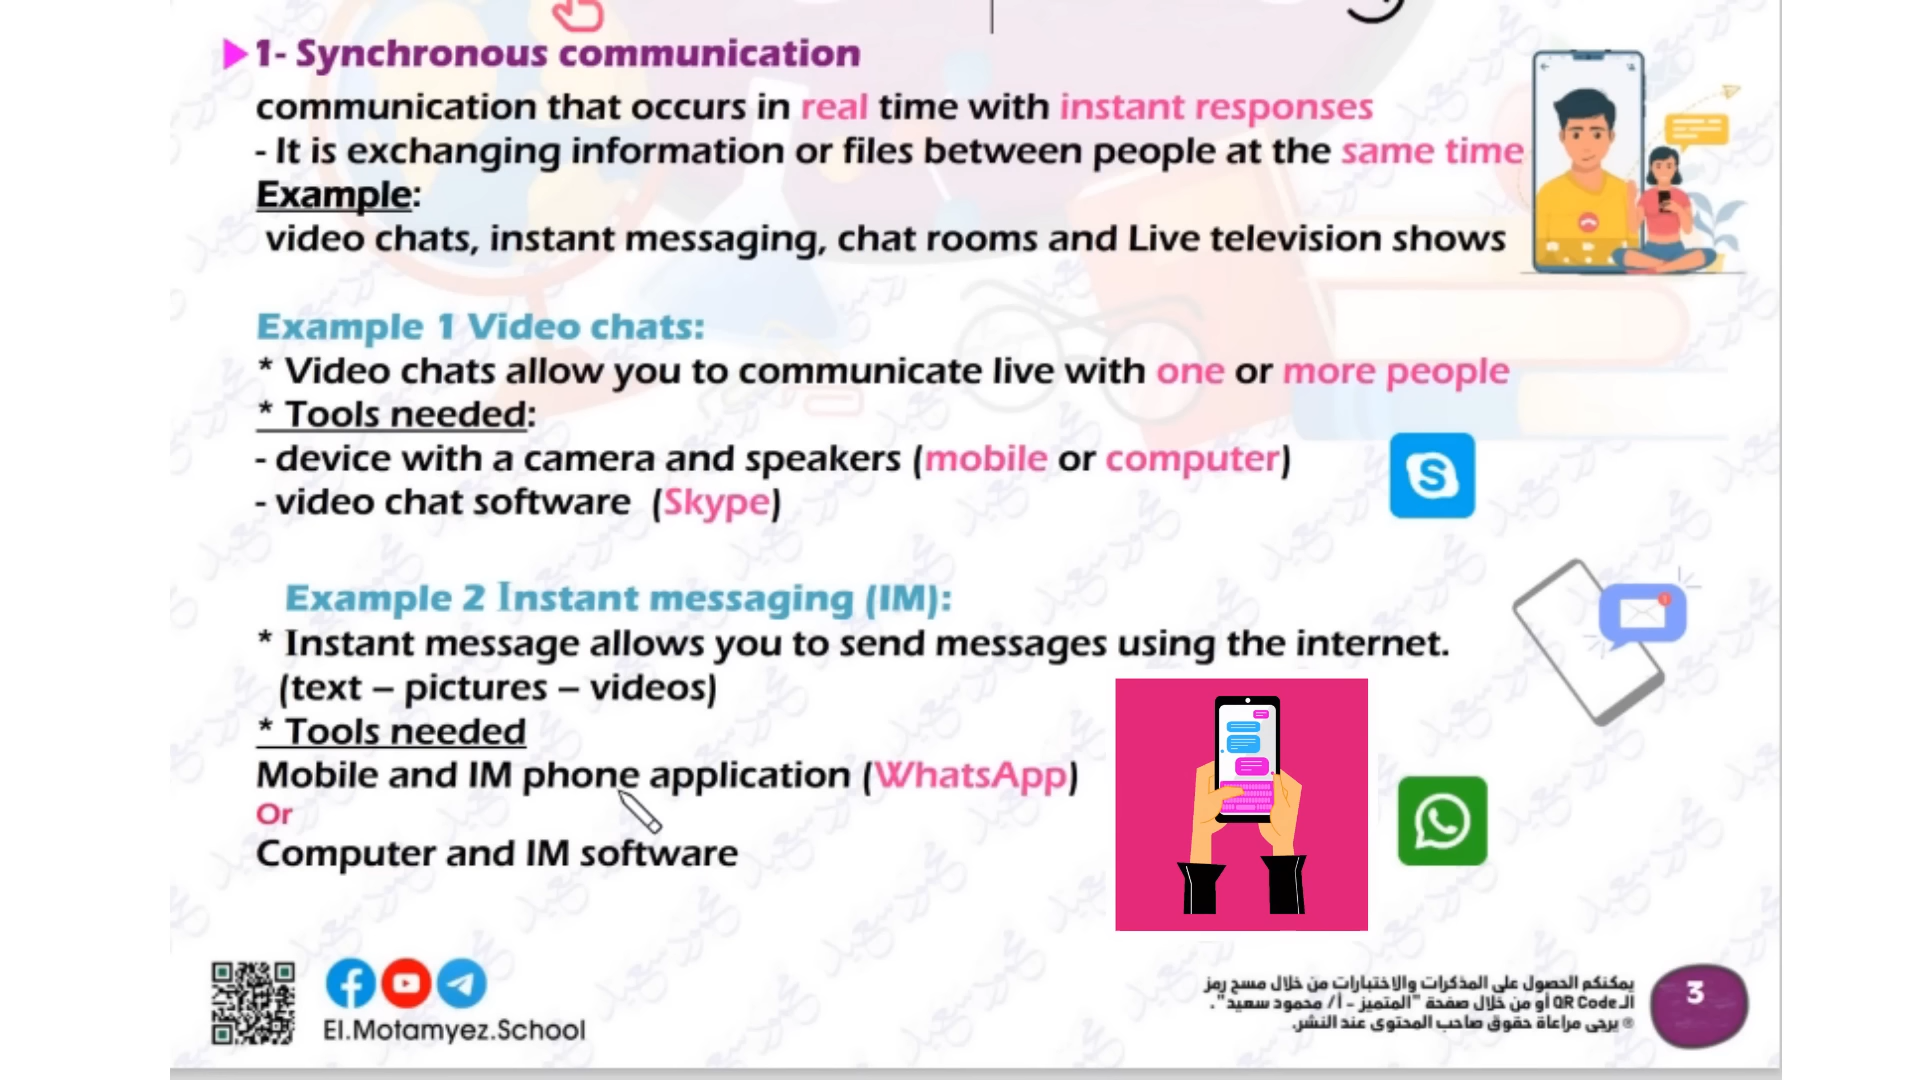 1- Synchronous communication
communication that occurs in real time with instant responses
- It is exchanging information or files between people at the same time
Example:
video chats, instant messaging, chat rooms and Live television shows
Example 1 Video chats:
* Video chats allow you to communicate live with one or more people
* Tools needed:
- device with a camera and speakers (mobile or computer)
- video chat software (Skype)
Example 2 Instant messaging (IM):
* Instant message allows you to send messages using the internet.
(text – pictures – videos)
* Tools needed
Mobile and IM phone application (WhatsApp)
Or
Computer and IM software
El.Motamyez.School
يمكنكم الحصول على المذكرات والاختبارات من خلال مسح رمز
الـ QR Code أو من خلال صفحة "المتميز - أ/ محمود سعيد".
® يرجى مراعاة حقوق صاحب المحتوى عند النشر.
3